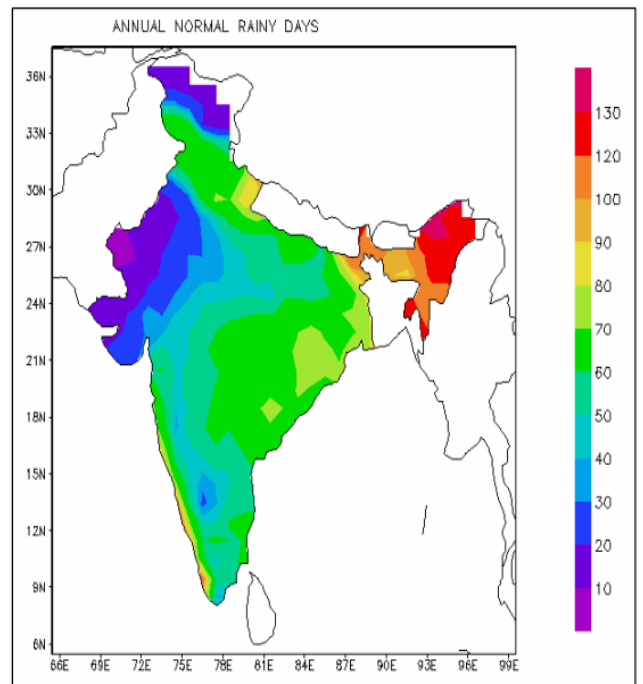 ANNUAL NORMAL RAINY DAYS
36N
33N
30N
27N
24N
21N
18N
15N
12N
9N
6N
66E 69E 72E 75E 78E 81E 84E 87E 90E 93E 96E 99E
130
120
100
90
80
70
60
50
40
30
20
10